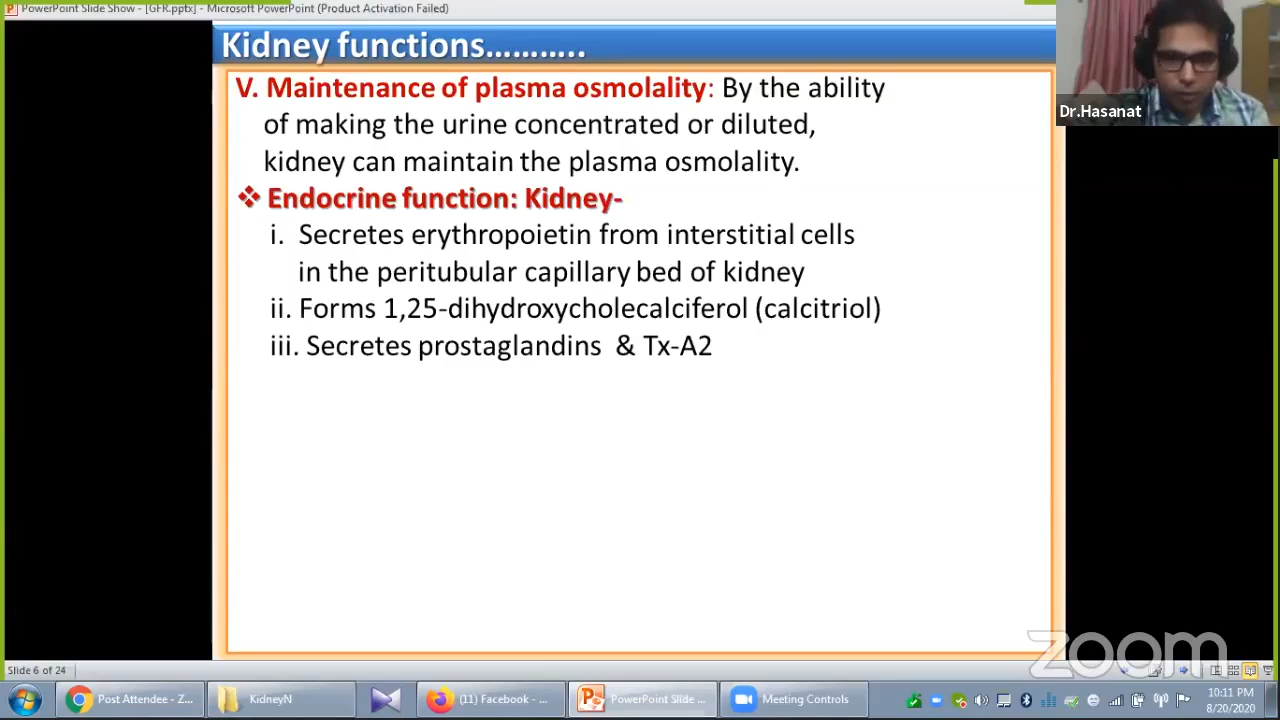 PowerPoint Slide Show - [GFR.pptx] - Microsoft PowerPoint (Product Activation Failed)
Kidney functions………..
Dr.Hasanat
V. Maintenance of plasma osmolality: By the ability
of making the urine concentrated or diluted,
kidney can maintain the plasma osmolality.
❖ Endocrine function: Kidney-
i. Secretes erythropoietin from interstitial cells
in the peritubular capillary bed of kidney
ii. Forms 1,25-dihydroxycholecalciferol (calcitriol)
iii. Secretes prostaglandins & Tx-A2
zoom
Slide 6 of 24
Post Attendee - Z...
KidneyN
(11) Facebook - ...
PowerPoint Slide ...
Meeting Controls
10:11 PM
8/20/2020